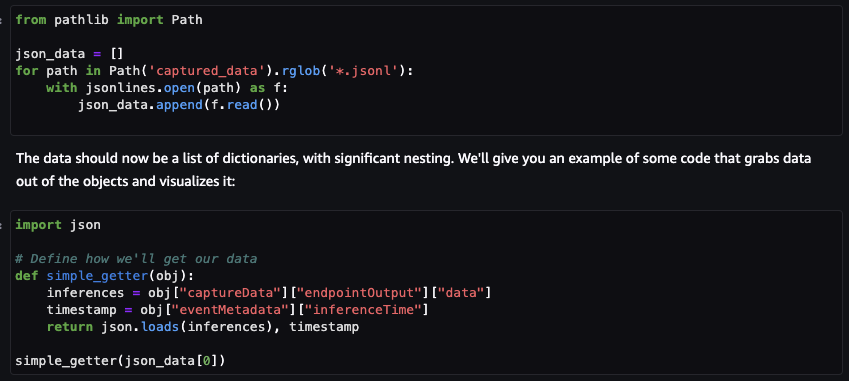 from pathlib import Path
json_data = []
for path in Path('captured_data').rglob('*.jsonl'):
    with jsonlines.open(path) as f:
        json_data.append(f.read())
The data should now be a list of dictionaries, with significant nesting. We'll give you an example of some code that grabs data
out of the objects and visualizes it:
import json
# Define how we'll get our data
def simple_getter(obj):
    inferences = obj["captureData"]["endpointOutput"]["data"]
    timestamp = obj["eventMetadata"]["inferenceTime"]
    return json.loads(inferences), timestamp
simple_getter(json_data[0])